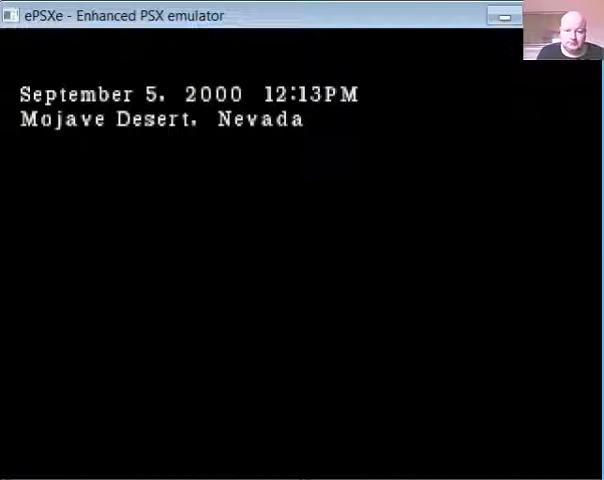 ePSXe - Enhanced PSX emulator
September 5, 2000 12:13PM
Mojave Desert, Nevada